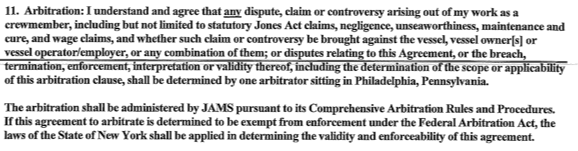 11. Arbitration: I understand and agree that any dispute, claim or controversy arising out of my work as a
crewmember, including but not limited to statutory Jones Act claims, negligence, unseaworthiness, maintenance and
cure, and wage claims, and whether such claim or controversy be brought against the vessel, vessel owner[s] or
vessel operator/employer, or any combination of them; or disputes relating to this Agreement, or the breach,
termination, enforcement, interpretation or validity thereof, including the determination of the scope or applicability
of this arbitration clause, shall be determined by one arbitrator sitting in Philadelphia, Pennsylvania.
The arbitration shall be administered by JAMS pursuant to its Comprehensive Arbitration Rules and Procedures.
If this agreement to arbitrate is determined to be exempt from enforcement under the Federal Arbitration Act, the
laws of the State of New York shall be applied in determining the validity and enforceability of this agreement.